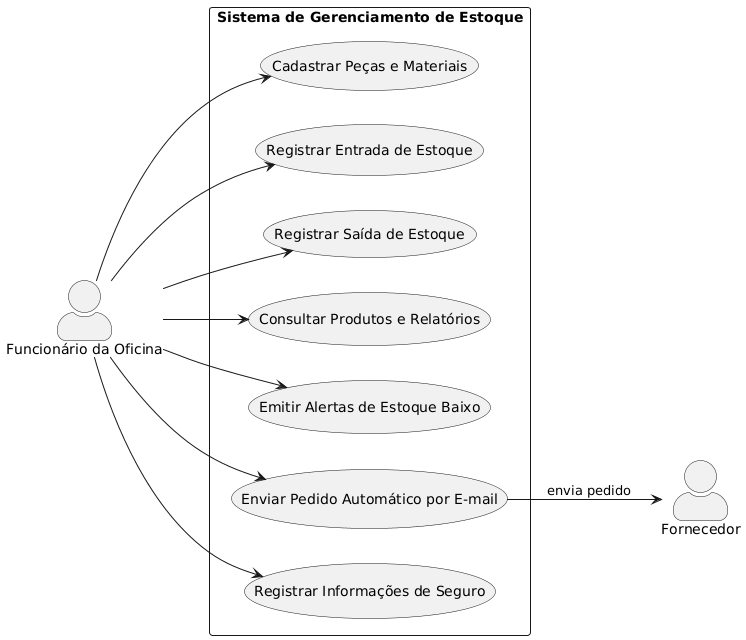 Sistema de Gerenciamento de Estoque
Cadastrar Peças e Materiais
Registrar Entrada de Estoque
Registrar Saída de Estoque
Consultar Produtos e Relatórios
Funcionário da Oficina
Emitir Alertas de Estoque Baixo
Enviar Pedido Automático por E-mail
envia pedido
Fornecedor
Registrar Informações de Seguro